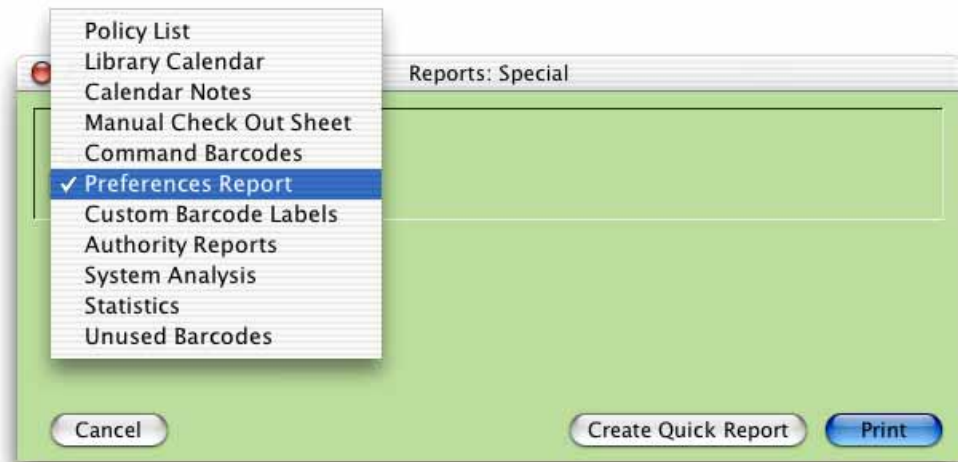 Policy List
Library Calendar
Reports: Special
Calendar Notes
Manual Check Out Sheet
Command Barcodes
✓ Preferences Report
Custom Barcode Labels
Authority Reports
System Analysis
Statistics
Unused Barcodes
Cancel
Create Quick Report
Print